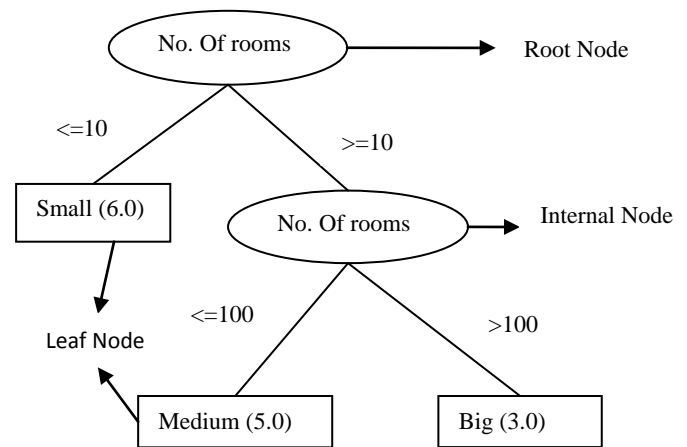 No. Of rooms
Root Node
<=10
>=10
Small (6.0)
No. Of rooms
Internal Node
<=100
>100
Leaf Node
Medium (5.0)
Big (3.0)